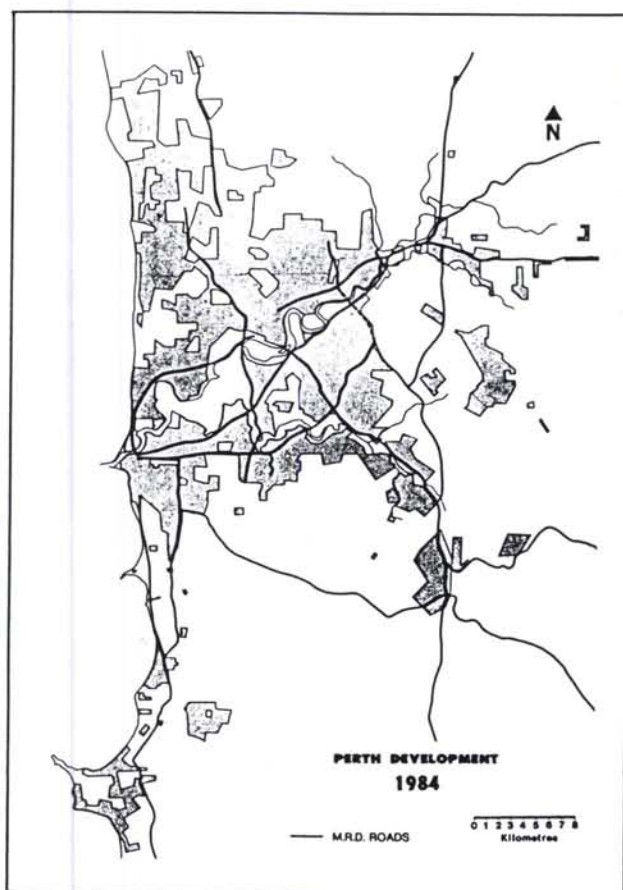 N
PERTH DEVELOPMENT
1984
M.R.D. ROADS
0 1 2 3 4 5 6 7 8
Kilometres